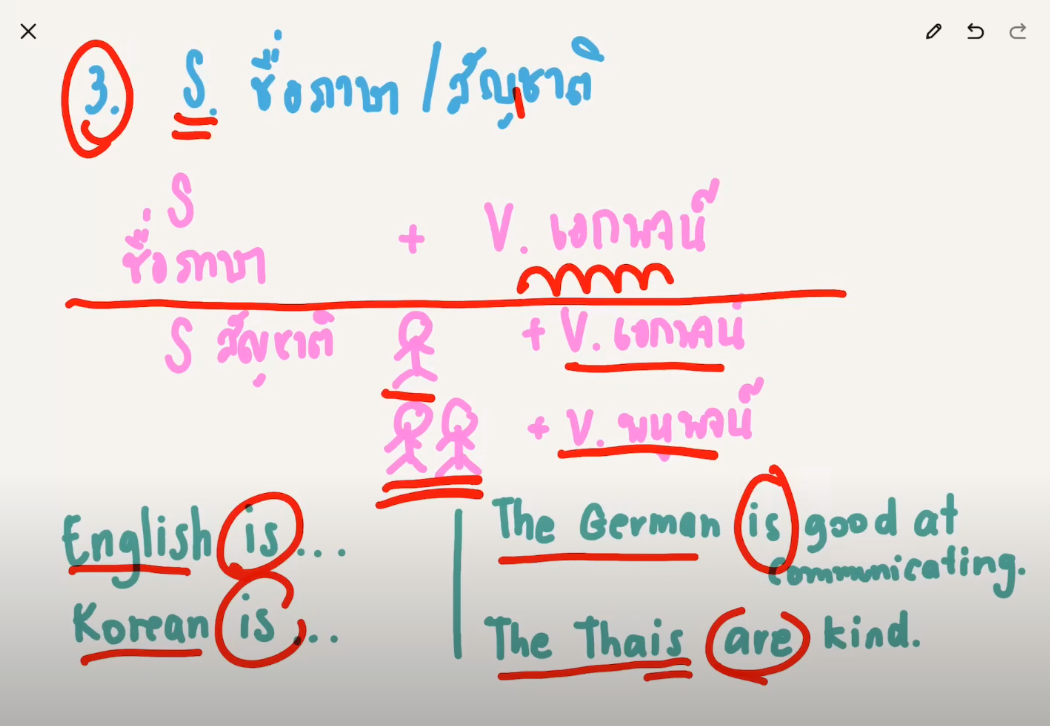 3. S. ชื่อภาษา / สัญชาติ
S
ชื่อภาษา + V. เอกพจน์
S สัญชาติ + V. เอกพจน์
+ V. พหูพจน์
English is ...
Korean is ...
The German is good at
communicating.
The Thais are kind.